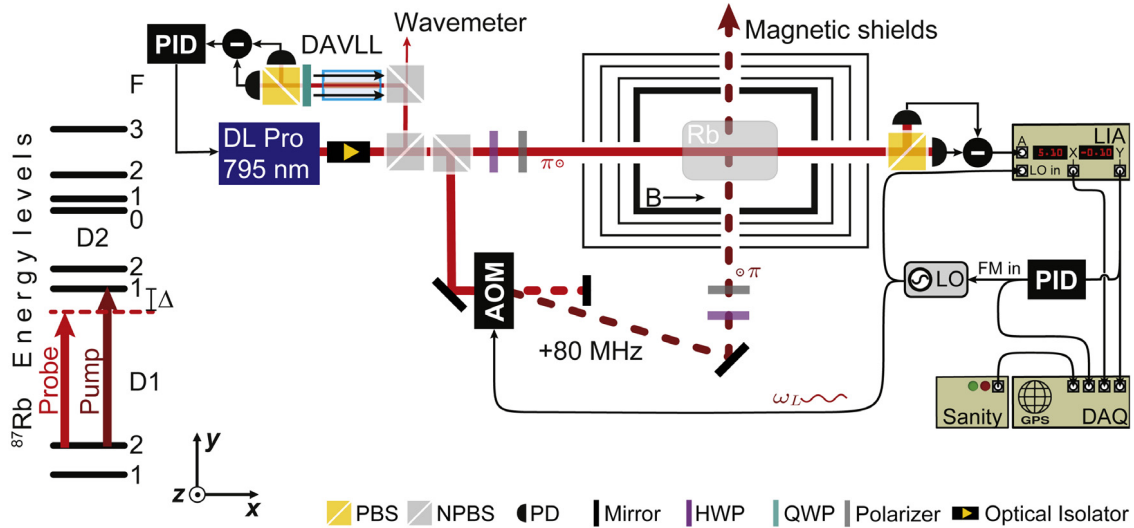 Wavemeter
PID
−
DAVLL
Magnetic shields
F
3
2
1
0
D2
2
1
Δ
D1
2
1
⁸⁷Rb Energy levels
Probe
Pump
DL Pro
795 nm
π⊙
Rb
B
⊙π
AOM
+80 MHz
ω_L
−
A
LIA
5.10 X -0.10 Y
LO in
LO
FM in
PID
Sanity
GPS
DAQ
y
z
x
PBS
NPBS
PD
Mirror
HWP
QWP
Polarizer
Optical Isolator